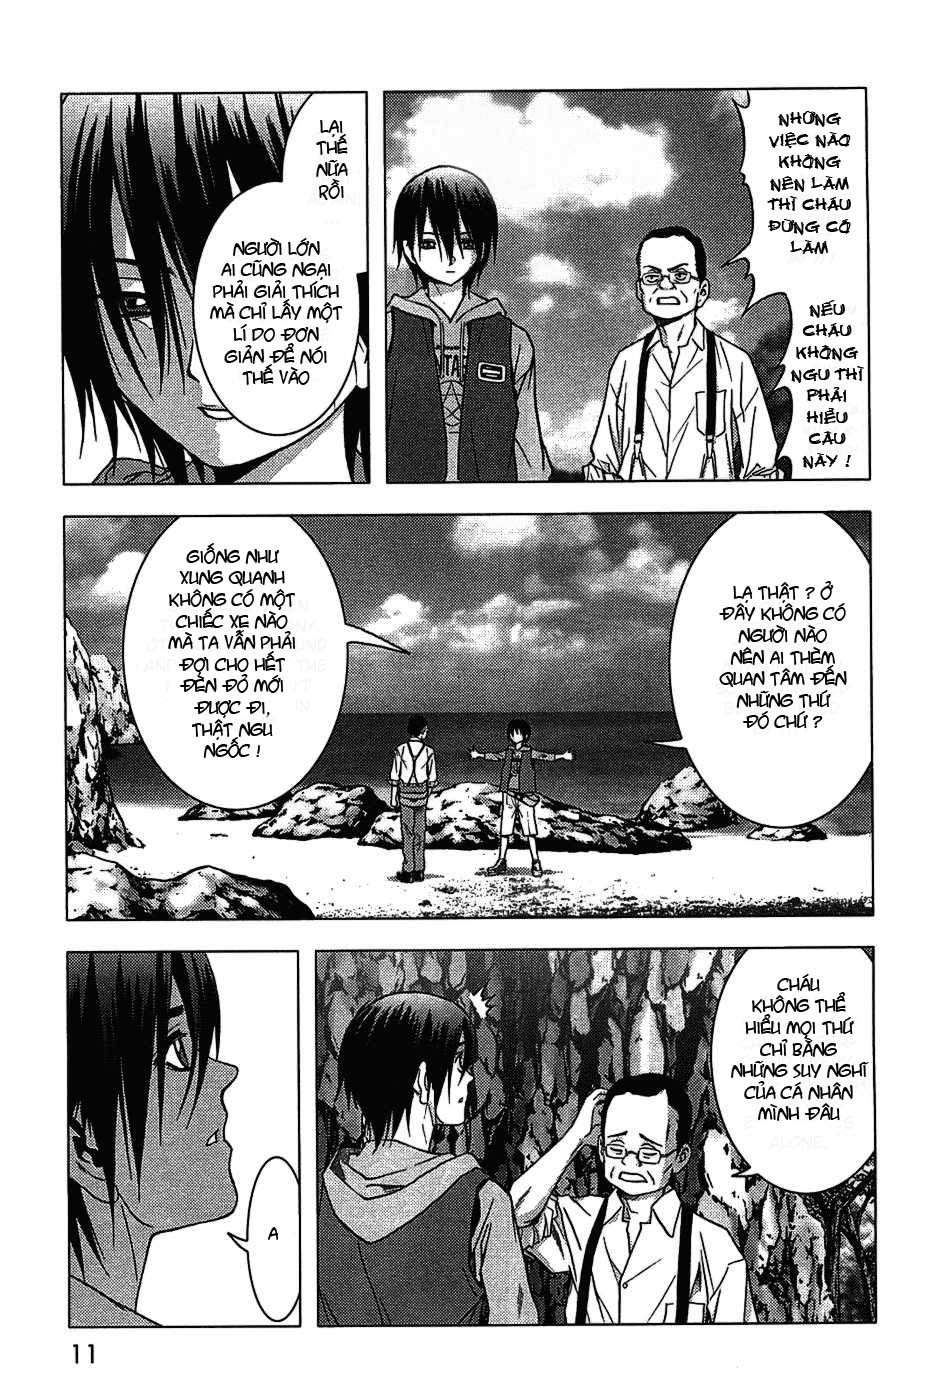 NHỮNG
VIỆC NÀO
KHÔNG
NÊN LÀM
THÌ CHÁU
ĐỪNG CÓ
LÀM
NẾU
CHÁU
KHÔNG
NGU THÌ
PHẢI
HIỂU
CÂU
NÀY !
LẠI
THẾ
NỮA
RỒI
NGƯỜI LỚN
AI CŨNG NGẠI
PHẢI GIẢI THÍCH
MÀ CHỈ LẤY MỘT
LÍ DO ĐƠN
GIẢN ĐỂ NÓI
THẾ VÀO
LẠ THẬT ? Ở
ĐÂY KHÔNG CÓ
NGƯỜI NÀO
NÊN AI THÈM
QUAN TÂM ĐẾN
NHỮNG THỨ
ĐÓ CHỨ ?
GIỐNG NHƯ
XUNG QUANH
KHÔNG CÓ MỘT
CHIẾC XE NÀO
MÀ TA VẪN PHẢI
ĐỢI CHO HẾT
ĐÈN ĐỎ MỚI
ĐƯỢC ĐI,
THẬT NGU
NGỐC !
CHÁU
KHÔNG THỂ
HIỂU MỌI THỨ
CHỈ BẰNG
NHỮNG SUY NGHĨ
CỦA CÁ NHÂN
MÌNH ĐÂU
ALONE.
A
11